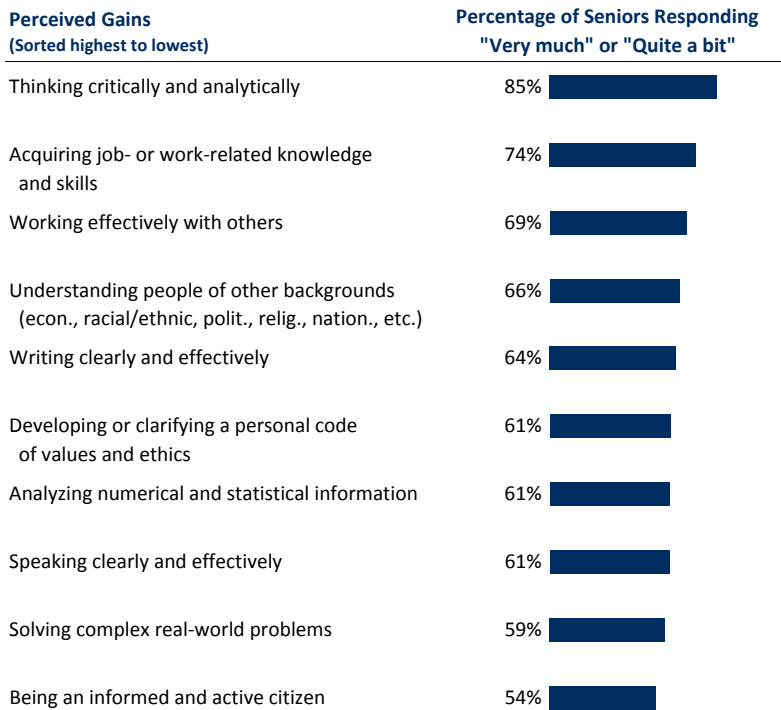 Perceived Gains
(Sorted highest to lowest)
Percentage of Seniors Responding
"Very much" or "Quite a bit"
Thinking critically and analytically 85%
Acquiring job- or work-related knowledge
and skills
74%
Working effectively with others 69%
Understanding people of other backgrounds
(econ., racial/ethnic, polit., relig., nation., etc.)
66%
Writing clearly and effectively 64%
Developing or clarifying a personal code
of values and ethics
61%
Analyzing numerical and statistical information 61%
Speaking clearly and effectively 61%
Solving complex real-world problems 59%
Being an informed and active citizen 54%